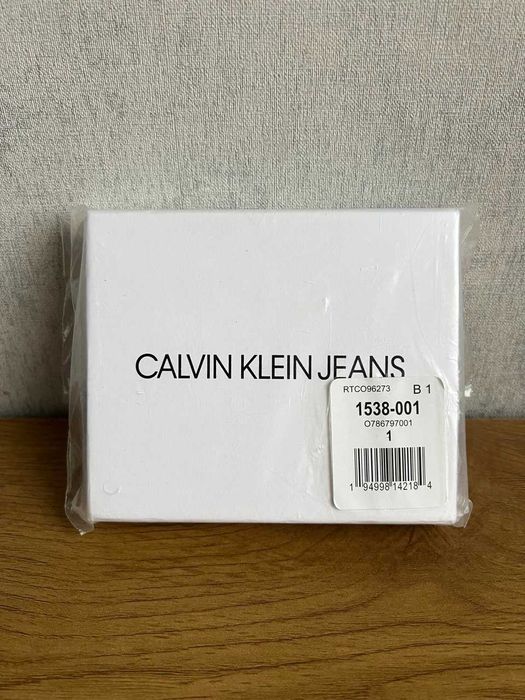 CALVIN KLEIN JEANS
RTCO96273 B 1
1538-001
O786797001
1
1 94998 14218 4